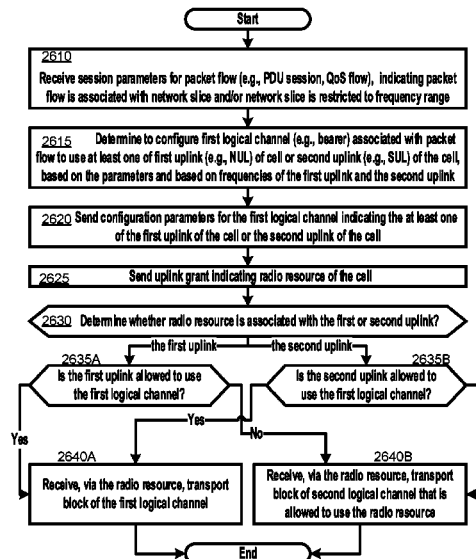 Start
2610
Receive session parameters for packet flow (e.g., PDU session, QoS flow), indicating packet
flow is associated with network slice and/or network slice is restricted to frequency range
2615 Determine to configure first logical channel (e.g., bearer) associated with packet
flow to use at least one of first uplink (e.g., NUL) of cell or second uplink (e.g., SUL) of the cell,
based on the parameters and based on frequencies of the first uplink and the second uplink
2620 Send configuration parameters for the first logical channel indicating the at least one
of the first uplink of the cell or the second uplink of the cell
2625 Send uplink grant indicating radio resource of the cell
2630 Determine whether radio resource is associated with the first or second uplink?
the first uplink the second uplink
2635A 2635B
Is the first uplink allowed to use
the first logical channel?
Is the second uplink allowed to
use the first logical channel?
Yes Yes No
2640A 2640B
Receive, via the radio resource, transport
block of the first logical channel
Receive, via the radio resource, transport
block of second logical channel that is
allowed to use the radio resource
End